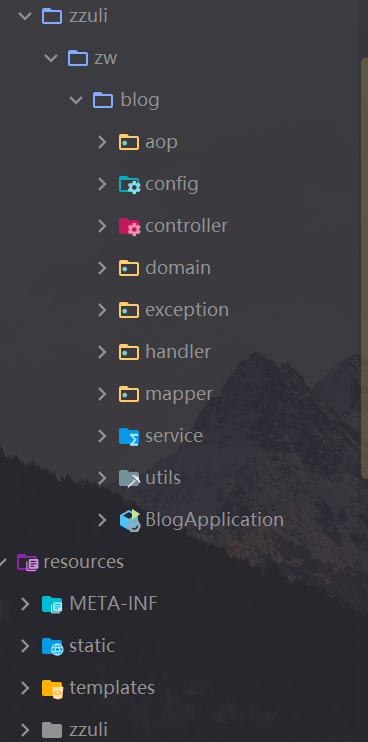 zzuli
zw
blog
aop
config
controller
domain
exception
handler
mapper
service
utils
BlogApplication
resources
META-INF
static
templates
zzuli